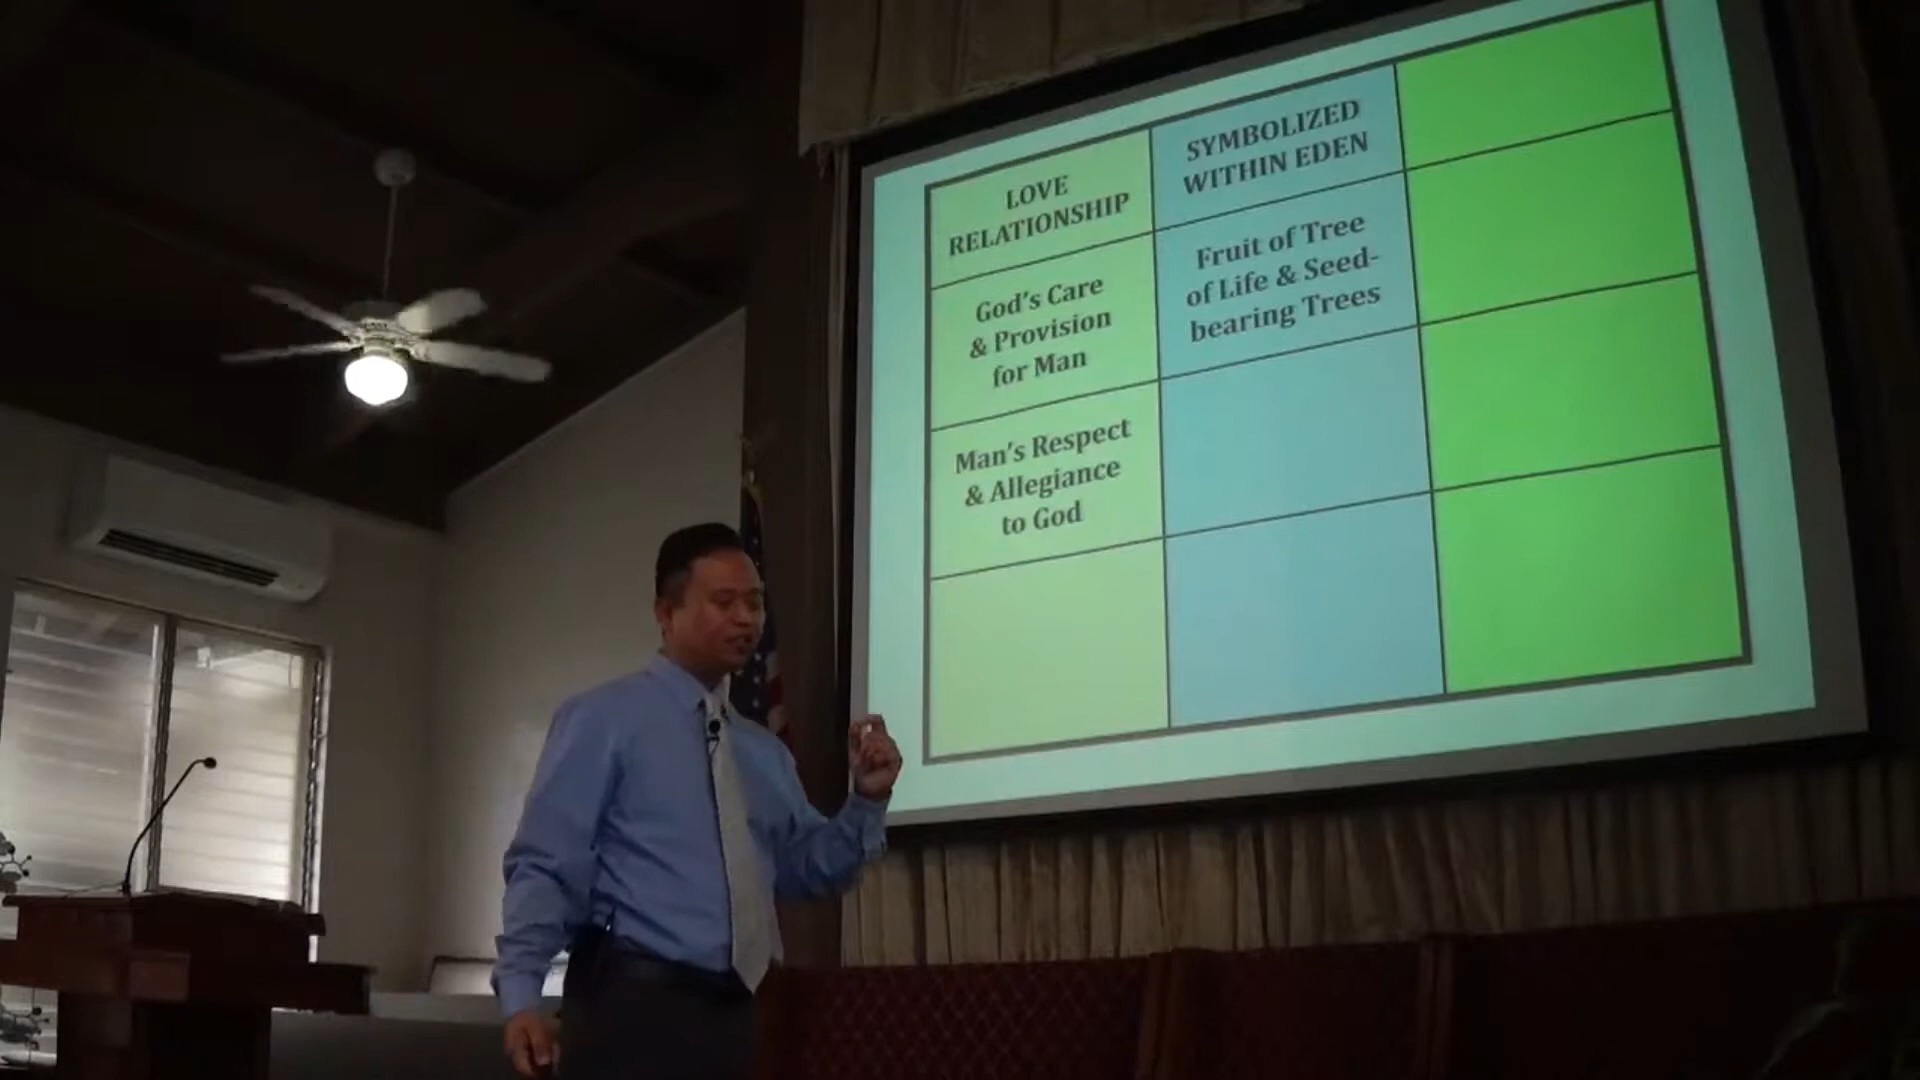 LOVE
RELATIONSHIP
SYMBOLIZED
WITHIN EDEN
God's Care
& Provision
for Man
Fruit of Tree
of Life & Seed-
bearing Trees
Man's Respect
& Allegiance
to God